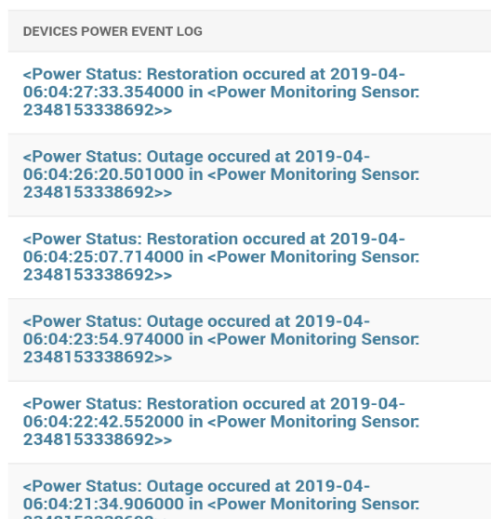 DEVICES POWER EVENT LOG
<Power Status: Restoration occured at 2019-04-
06:04:27:33.354000 in <Power Monitoring Sensor:
2348153338692>>
<Power Status: Outage occured at 2019-04-
06:04:26:20.501000 in <Power Monitoring Sensor:
2348153338692>>
<Power Status: Restoration occured at 2019-04-
06:04:25:07.714000 in <Power Monitoring Sensor:
2348153338692>>
<Power Status: Outage occured at 2019-04-
06:04:23:54.974000 in <Power Monitoring Sensor:
2348153338692>>
<Power Status: Restoration occured at 2019-04-
06:04:22:42.552000 in <Power Monitoring Sensor:
2348153338692>>
<Power Status: Outage occured at 2019-04-
06:04:21:34.906000 in <Power Monitoring Sensor: